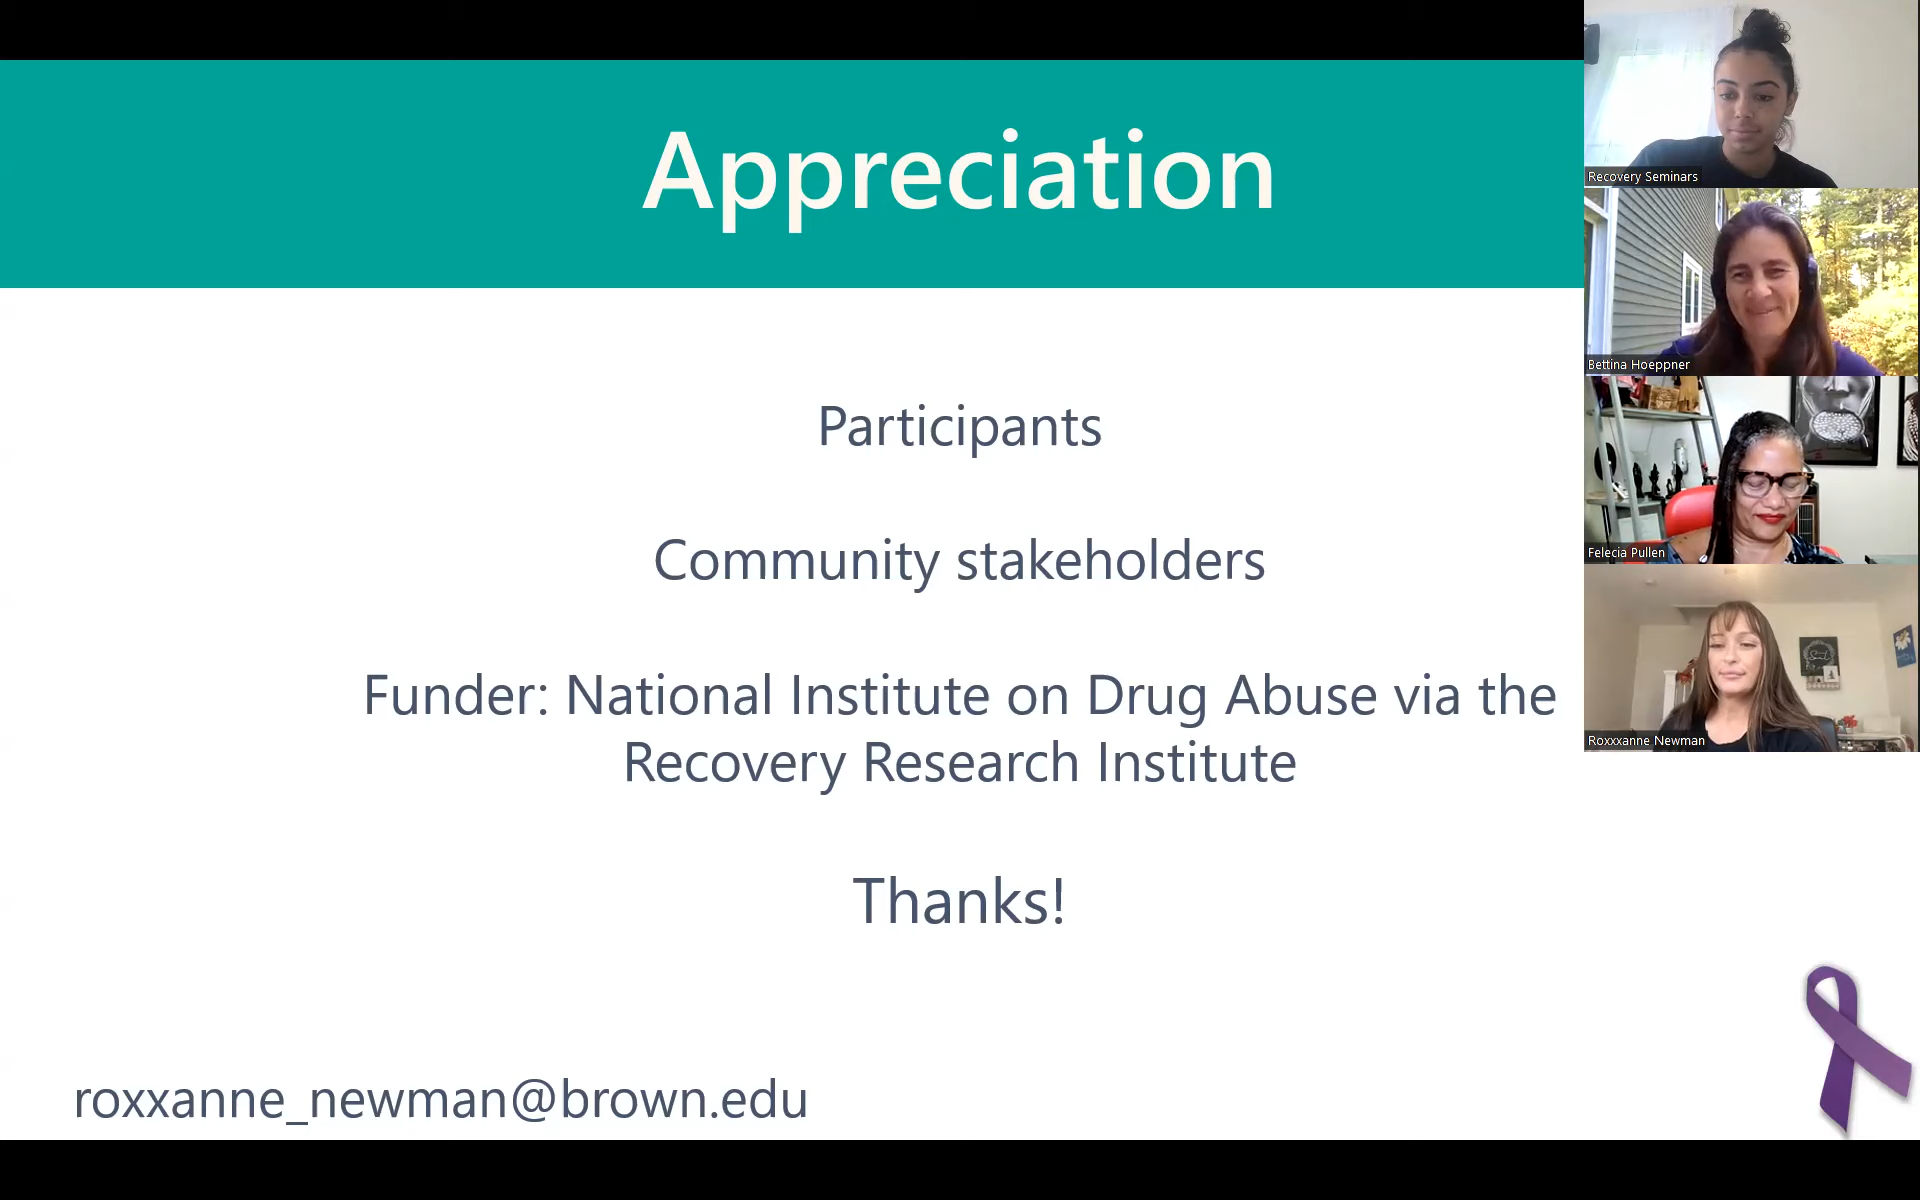 Appreciation
Participants
Community stakeholders
Funder: National Institute on Drug Abuse via the
Recovery Research Institute
Thanks!
roxxanne_newman@brown.edu
Recovery Seminars
Bettina Hoeppner
Felecia Pullen
Roxxxanne Newman